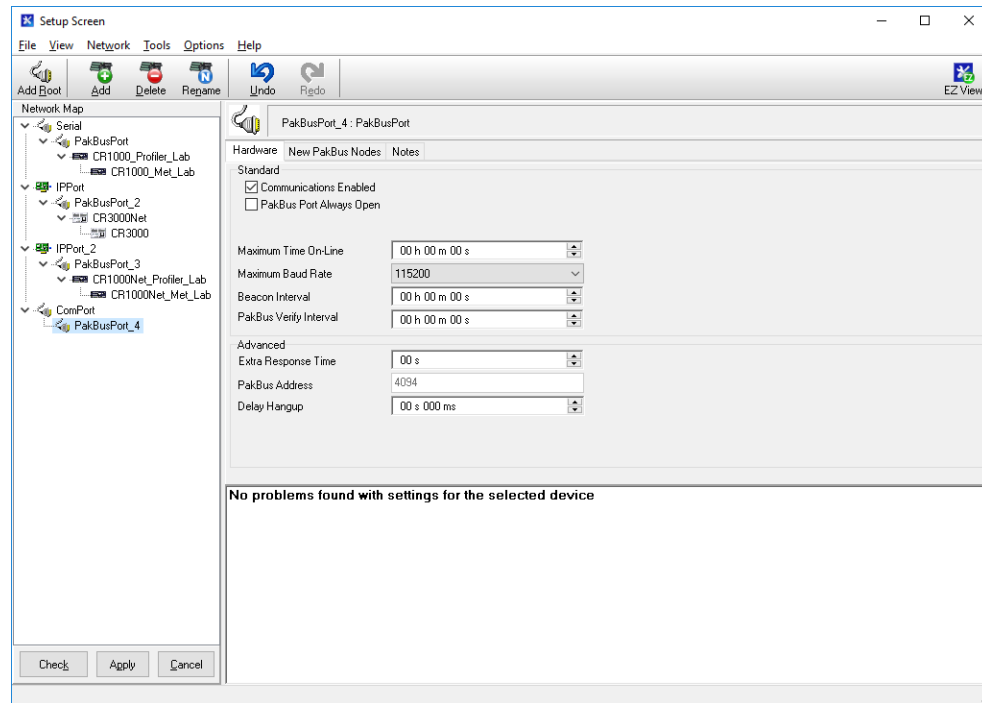 Setup Screen
File View Network Tools Options Help
Add Root Add Delete Rename Undo Redo EZ View
Network Map
Serial
PakBusPort
CR1000_Profiler_Lab
CR1000_Met_Lab
IPPort
PakBusPort_2
CR3000Net
CR3000
IPPort_2
PakBusPort_3
CR1000Net_Profiler_Lab
CR1000Net_Met_Lab
ComPort
PakBusPort_4
Check Apply Cancel
PakBusPort_4 : PakBusPort
Hardware New PakBus Nodes Notes
Standard
Communications Enabled
PakBus Port Always Open
Maximum Time On-Line 00 h 00 m 00 s
Maximum Baud Rate 115200
Beacon Interval 00 h 00 m 00 s
PakBus Verify Interval 00 h 00 m 00 s
Advanced
Extra Response Time 00 s
PakBus Address 4094
Delay Hangup 00 s 000 ms
No problems found with settings for the selected device